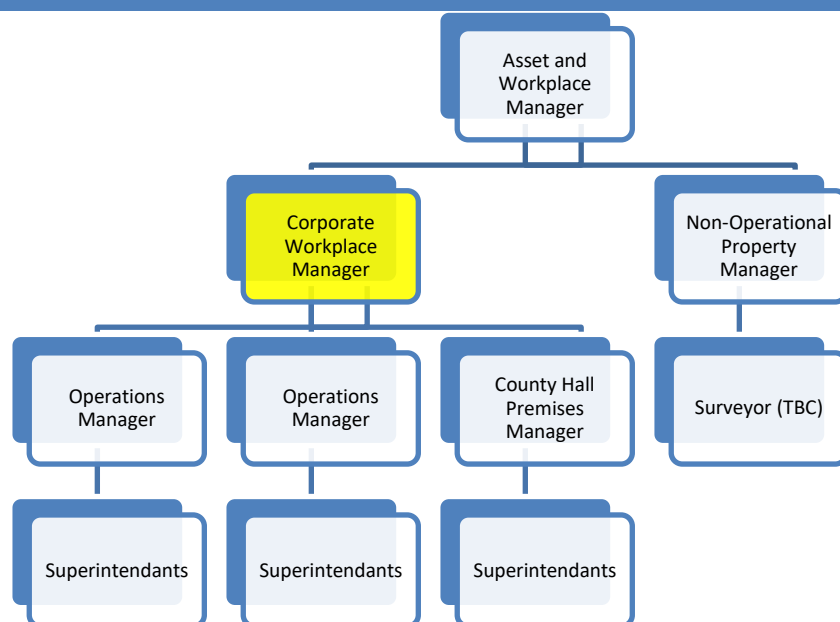 Asset and
Workplace
Manager
Corporate
Workplace
Manager
Non-Operational
Property
Manager
Operations
Manager
Operations
Manager
County Hall
Premises
Manager
Surveyor (TBC)
Superintendants
Superintendants
Superintendants